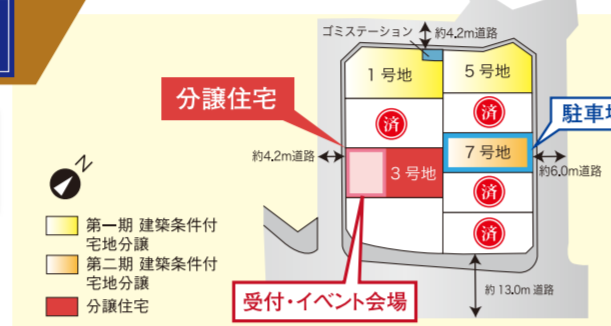 ゴミステーション
約4.2m道路
1号地
5号地
分譲住宅
済
済
駐車場
約4.2m道路
7号地
約6.0m道路
3号地
済
済
N
第一期 建築条件付
宅地分譲
第二期 建築条件付
宅地分譲
分譲住宅
受付・イベント会場
約13.0m道路